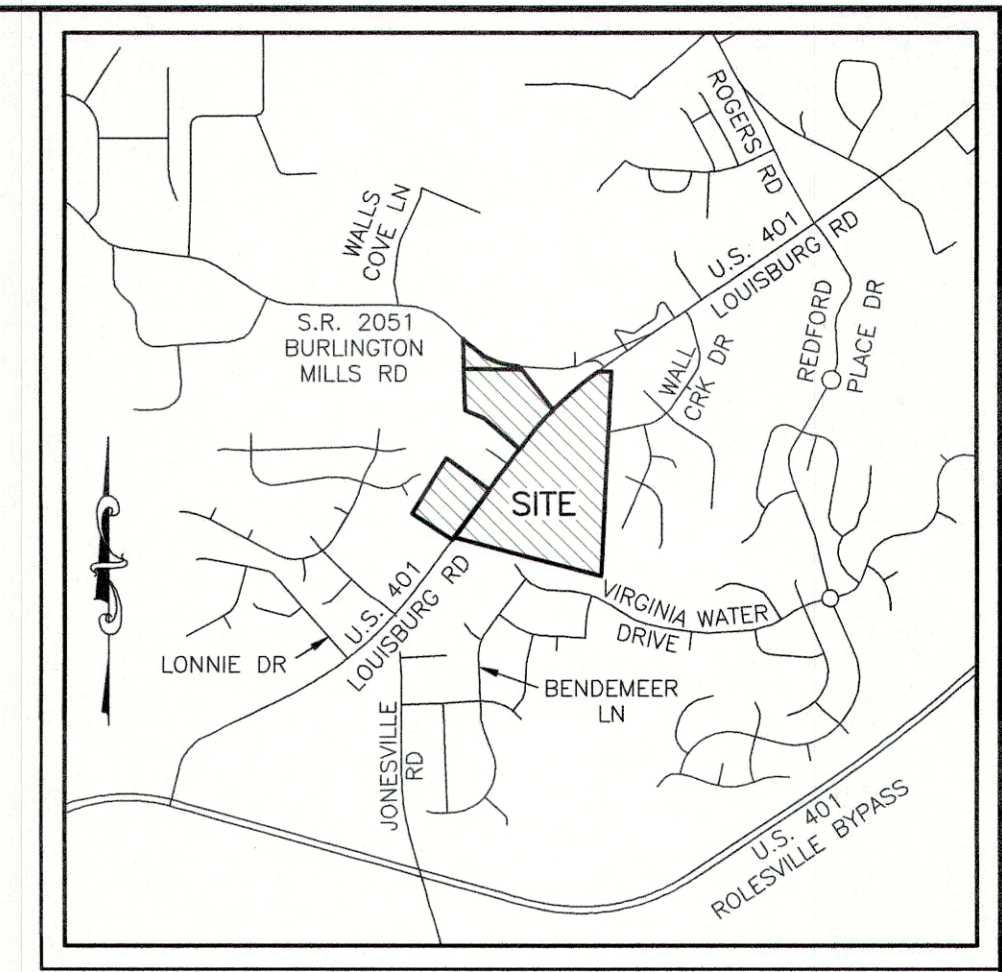 ROGERS RD
WALLS
COVE LN
U.S. 401
LOUISBURG RD
S.R. 2051
BURLINGTON
MILLS RD
WALL
CRK DR
REDFORD
PLACE DR
SITE
U.S. 401
LOUISBURG RD
VIRGINIA WATER
DRIVE
LONNIE DR
BENDEMEER
LN
JONESVILLE
RD
U.S. 401
ROLESVILLE BYPASS